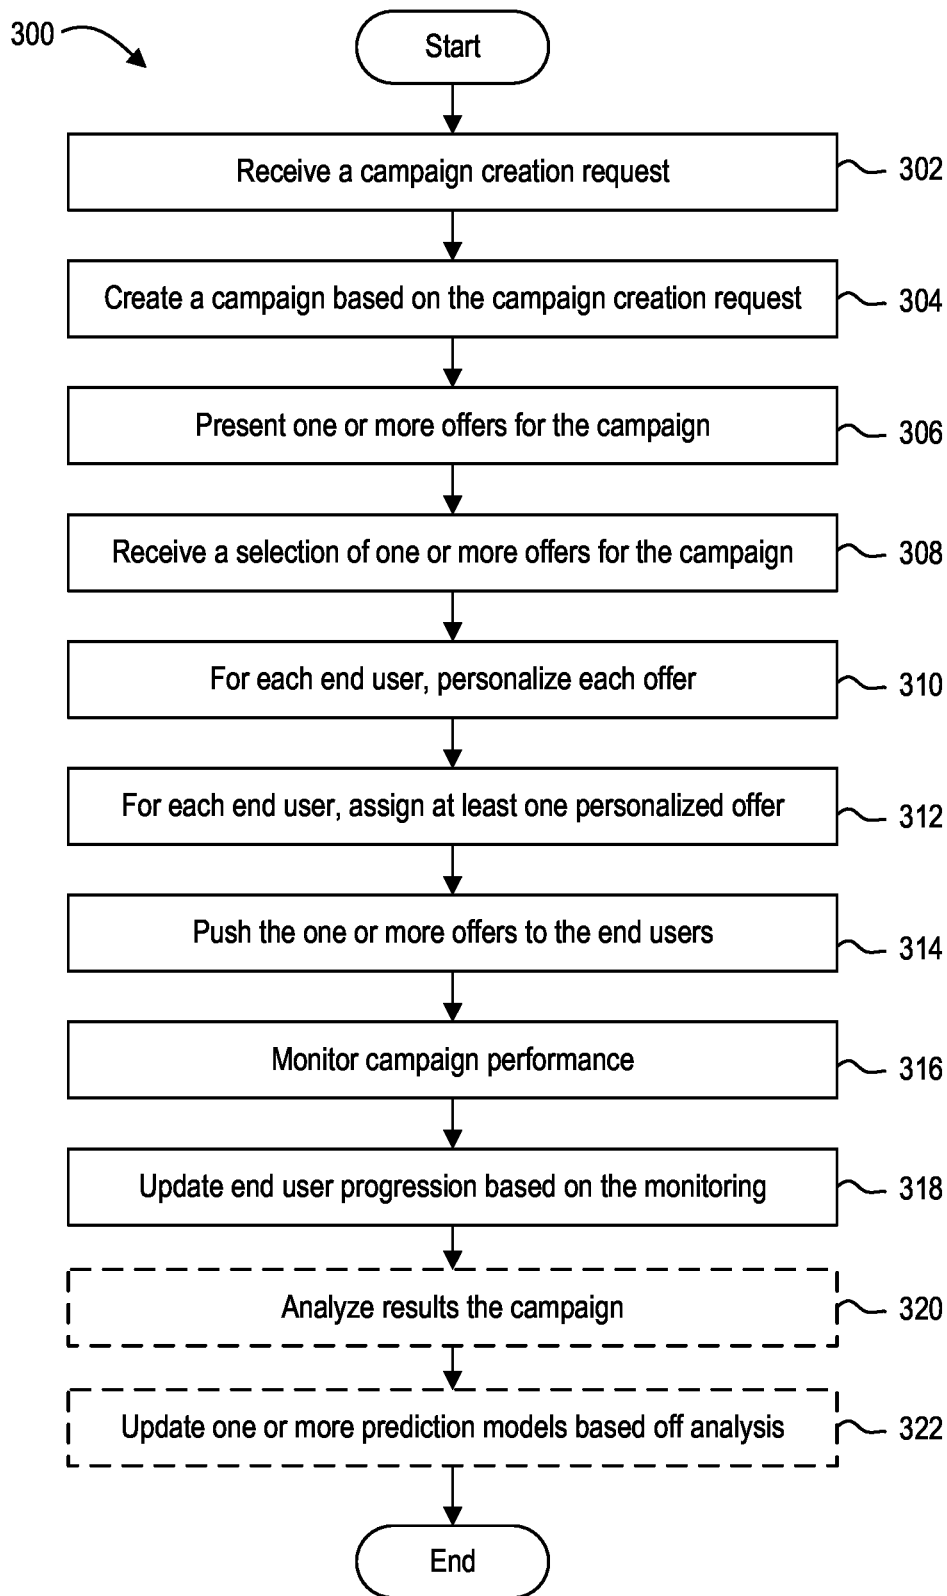 300
Start
Receive a campaign creation request
302
Create a campaign based on the campaign creation request
304
Present one or more offers for the campaign
306
Receive a selection of one or more offers for the campaign
308
For each end user, personalize each offer
310
For each end user, assign at least one personalized offer
312
Push the one or more offers to the end users
314
Monitor campaign performance
316
Update end user progression based on the monitoring
318
Analyze results the campaign
320
Update one or more prediction models based off analysis
322
End